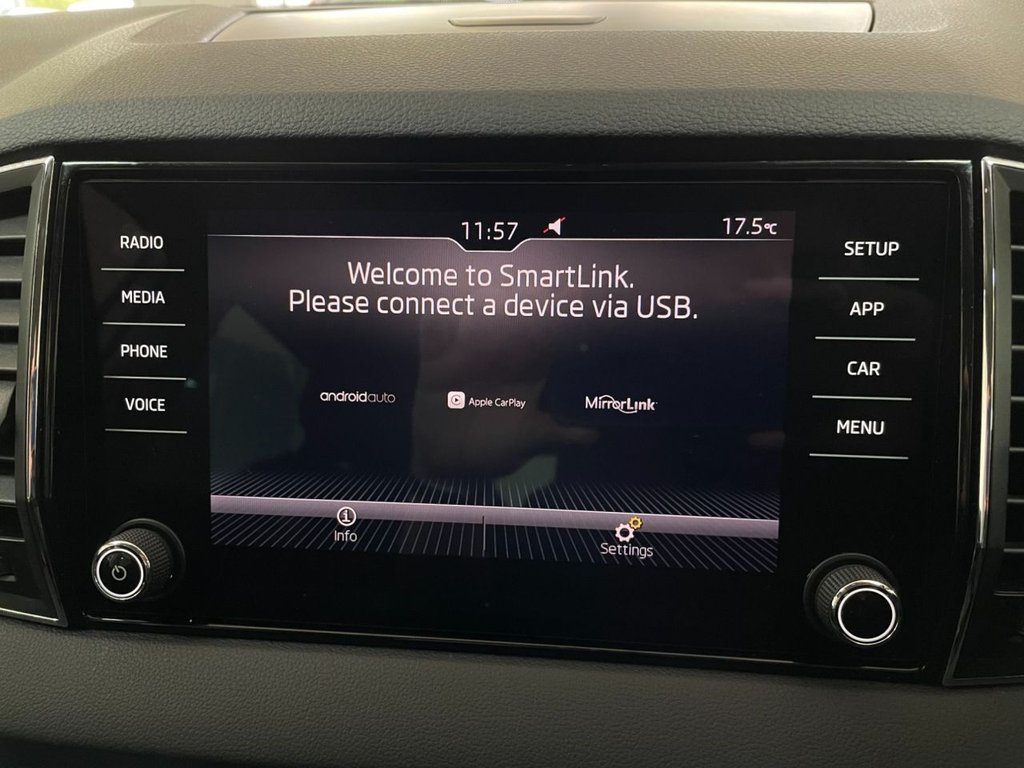 11:57
17.5°C
RADIO
MEDIA
PHONE
VOICE
Welcome to SmartLink.
Please connect a device via USB.
androidauto
Apple CarPlay
MirrorLink
Info
Settings
SETUP
APP
CAR
MENU